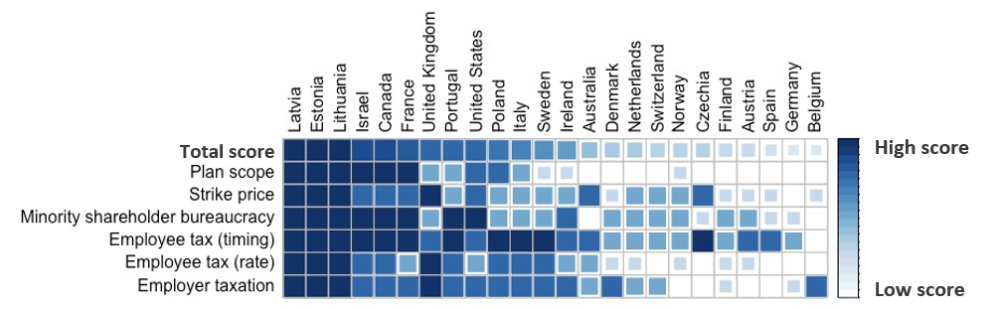 Latvia
Estonia
Lithuania
Israel
Canada
France
United Kingdom
Portugal
United States
Poland
Italy
Sweden
Ireland
Australia
Denmark
Netherlands
Switzerland
Norway
Czechia
Finland
Austria
Spain
Germany
Belgium
Total score
Plan scope
Strike price
Minority shareholder bureaucracy
Employee tax (timing)
Employee tax (rate)
Employer taxation
High score
Low score